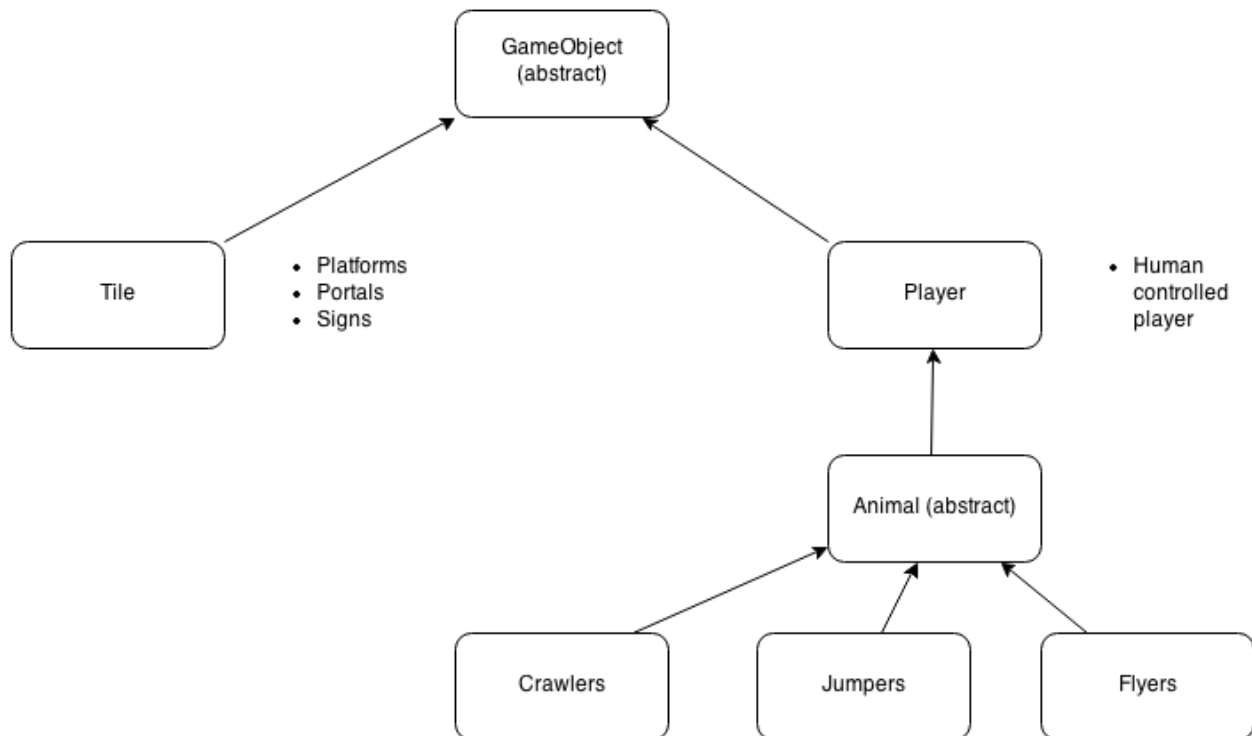 GameObject
(abstract)
Tile
• Platforms
• Portals
• Signs
Player
• Human
controlled
player
Animal (abstract)
Crawlers
Jumpers
Flyers